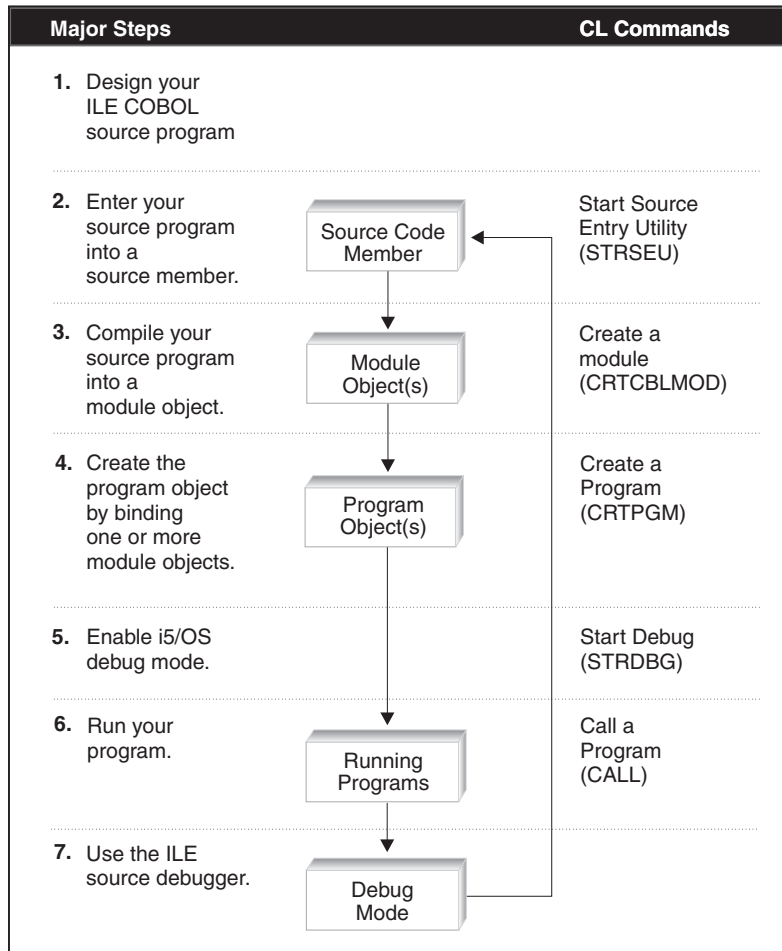 Major Steps
CL Commands
1. Design your
ILE COBOL
source program
2. Enter your
source program
into a
source member.
Source Code
Member
Start Source
Entry Utility
(STRSEU)
3. Compile your
source program
into a
module object.
Module
Object(s)
Create a
module
(CRTCBLMOD)
4. Create the
program object
by binding
one or more
module objects.
Program
Object(s)
Create a
Program
(CRTPGM)
5. Enable i5/OS
debug mode.
Start Debug
(STRDBG)
6. Run your
program.
Running
Programs
Call a
Program
(CALL)
7. Use the ILE
source debugger.
Debug
Mode